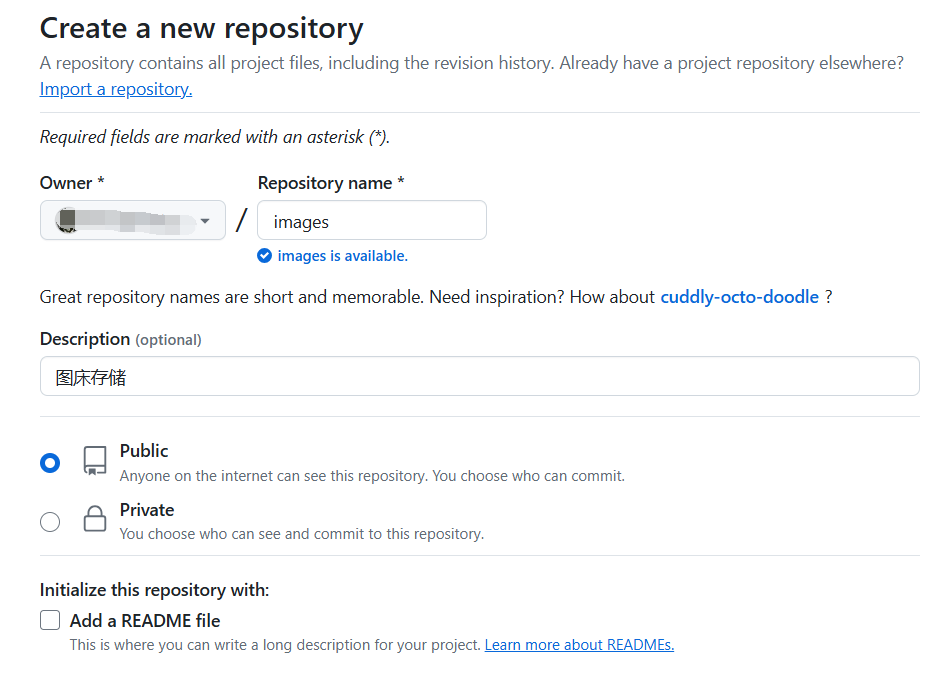 Create a new repository
A repository contains all project files, including the revision history. Already have a project repository elsewhere?
Import a repository.
Required fields are marked with an asterisk (*).
Owner * Repository name *
/ images
images is available.
Great repository names are short and memorable. Need inspiration? How about cuddly-octo-doodle ?
Description (optional)
图床存储
Public
Anyone on the internet can see this repository. You choose who can commit.
Private
You choose who can see and commit to this repository.
Initialize this repository with:
Add a README file
This is where you can write a long description for your project. Learn more about READMEs.